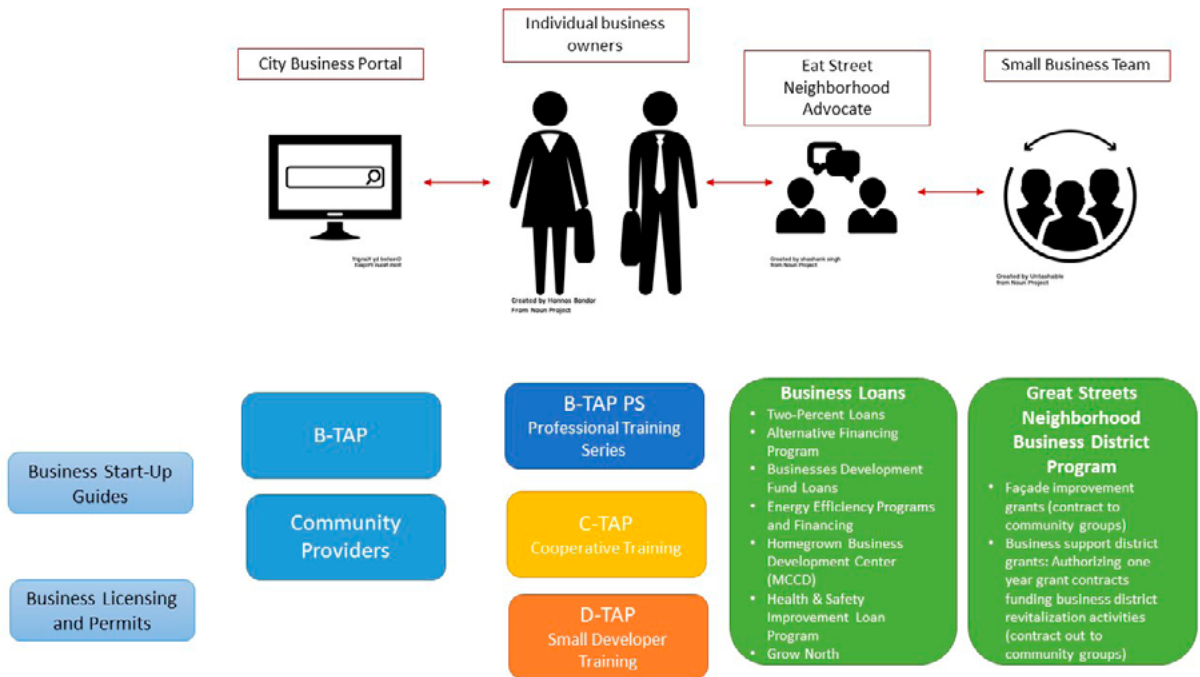 City Business Portal
Individual business
owners
Eat Street
Neighborhood
Advocate
Small Business Team
Created by Hannas Bandar
From Noun Project
Created by shashank singh
from Noun Project
Created by Unlashable
from Noun Project
Business Start-Up
Guides
Business Licensing
and Permits
B-TAP
Community
Providers
B-TAP PS
Professional Training
Series
C-TAP
Cooperative Training
D-TAP
Small Developer
Training
Business Loans
• Two-Percent Loans
• Alternative Financing
Program
• Businesses Development
Fund Loans
• Energy Efficiency Programs
and Financing
• Homegrown Business
Development Center
(MCCD)
• Health & Safety
Improvement Loan
Program
• Grow North
Great Streets
Neighborhood
Business District
Program
• Façade improvement
grants (contract to
community groups)
• Business support district
grants: Authorizing one
year grant contracts
funding business district
revitalization activities
(contract out to
community groups)